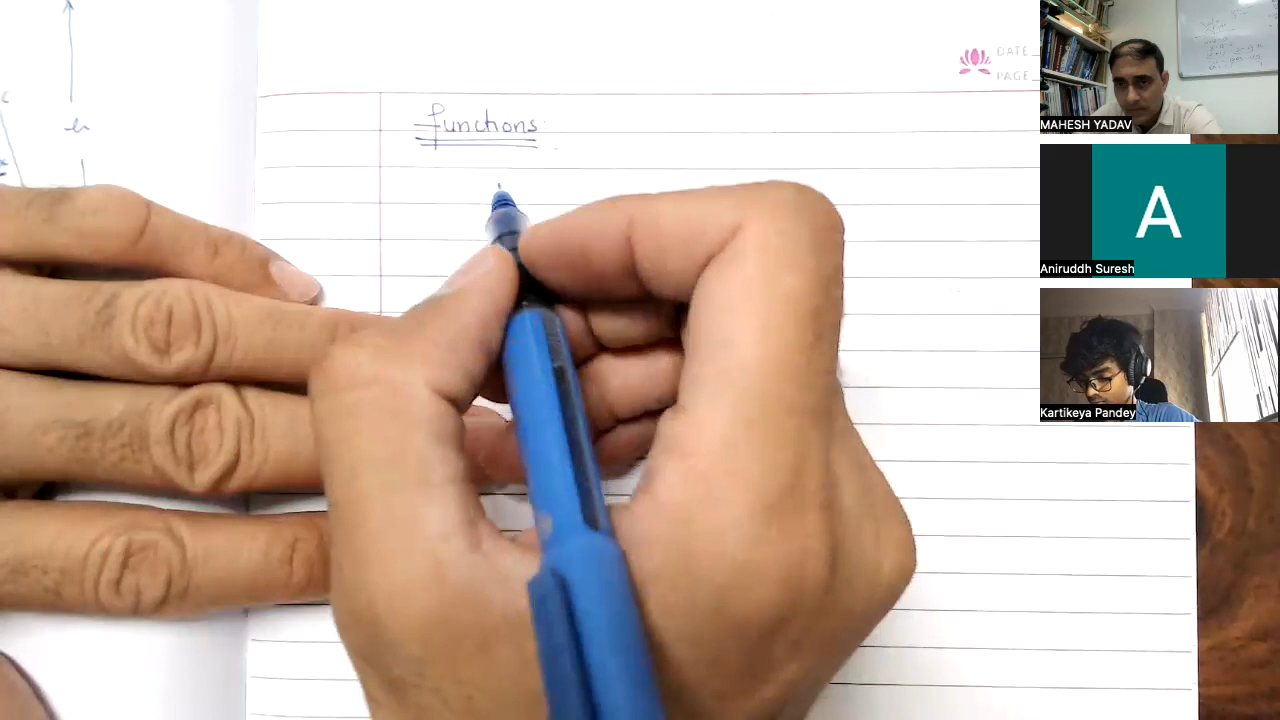 DATE
PAGE
functions
h
MAHESH YADAV
A
Aniruddh Suresh
Kartikeya Pandey